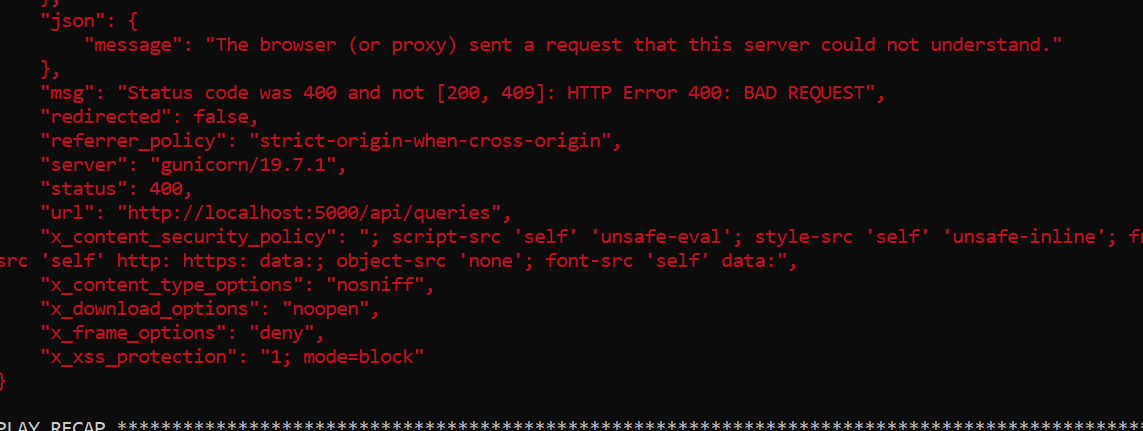 },
"json": {
"message": "The browser (or proxy) sent a request that this server could not understand."
},
"msg": "Status code was 400 and not [200, 409]: HTTP Error 400: BAD REQUEST",
"redirected": false,
"referrer_policy": "strict-origin-when-cross-origin",
"server": "gunicorn/19.7.1",
"status": 400,
"url": "http://localhost:5000/api/queries",
"x_content_security_policy": "; script-src 'self' 'unsafe-eval'; style-src 'self' 'unsafe-inline'; f
src 'self' http: https: data:; object-src 'none'; font-src 'self' data:",
"x_content_type_options": "nosniff",
"x_download_options": "noopen",
"x_frame_options": "deny",
"x_xss_protection": "1; mode=block"
}
PLAY RECAP **********************************************************************************************